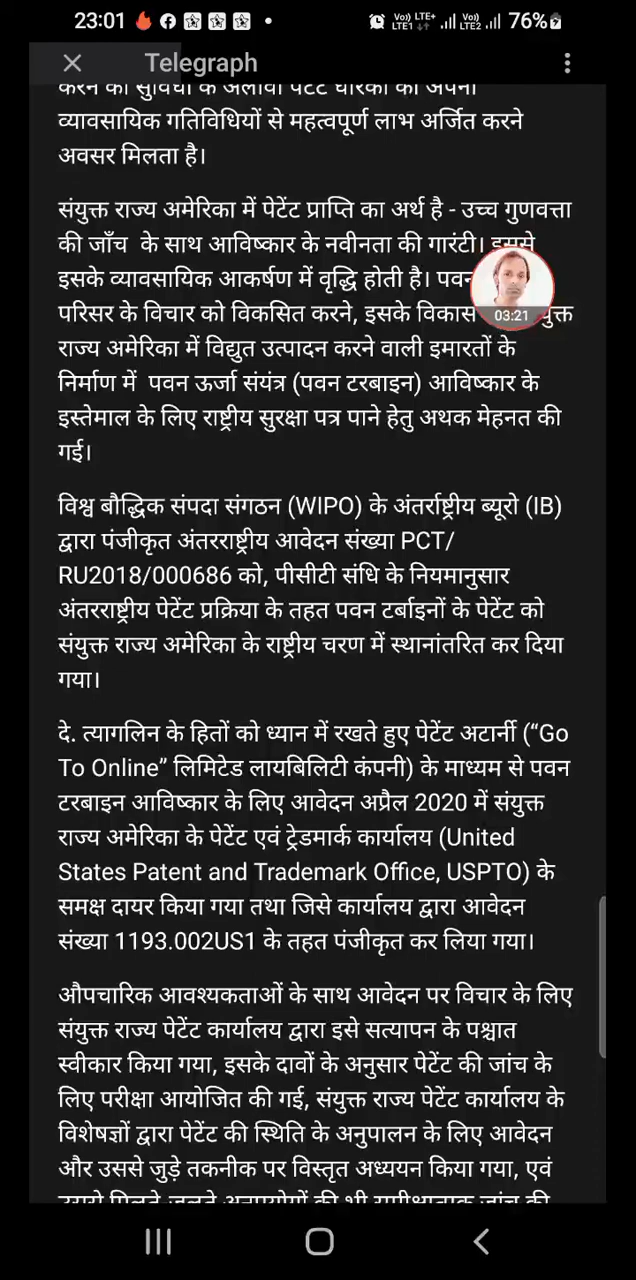 23:01
Vo)) LTE+
LTE1
Vo))
LTE2
76%
Telegraph
व्यावसायिक गतिविधियों से महत्वपूर्ण लाभ अर्जित करने
अवसर मिलता है।
संयुक्त राज्य अमेरिका में पेटेंट प्राप्ति का अर्थ है - उच्च गुणवत्ता
की जाँच के साथ आविष्कार के नवीनता की गारंटी। इससे
इसके व्यावसायिक आकर्षण में वृद्धि होती है। पवन
परिसर के विचार को विकसित करने, इसके विकास
03:21
राज्य अमेरिका में विद्युत उत्पादन करने वाली इमारतों के
निर्माण में पवन ऊर्जा संयंत्र (पवन टरबाइन) आविष्कार के
इस्तेमाल के लिए राष्ट्रीय सुरक्षा पत्र पाने हेतु अथक मेहनत की
गई।
विश्व बौद्धिक संपदा संगठन (WIPO) के अंतर्राष्ट्रीय ब्यूरो (IB)
द्वारा पंजीकृत अंतरराष्ट्रीय आवेदन संख्या PCT/
RU2018/000686 को, पीसीटी संधि के नियमानुसार
अंतरराष्ट्रीय पेटेंट प्रक्रिया के तहत पवन टर्बाइनों के पेटेंट को
संयुक्त राज्य अमेरिका के राष्ट्रीय चरण में स्थानांतरित कर दिया
गया।
दे. त्यागलिन के हितों को ध्यान में रखते हुए पेटेंट अटार्नी (“Go
To Online” लिमिटेड लायबिलिटी कंपनी) के माध्यम से पवन
टरबाइन आविष्कार के लिए आवेदन अप्रैल 2020 में संयुक्त
राज्य अमेरिका के पेटेंट एवं ट्रेडमार्क कार्यालय (United
States Patent and Trademark Office, USPTO) के
समक्ष दायर किया गया तथा जिसे कार्यालय द्वारा आवेदन
संख्या 1193.002US1 के तहत पंजीकृत कर लिया गया।
औपचारिक आवश्यकताओं के साथ आवेदन पर विचार के लिए
संयुक्त राज्य पेटेंट कार्यालय द्वारा इसे सत्यापन के पश्चात
स्वीकार किया गया, इसके दावों के अनुसार पेटेंट की जांच के
लिए परीक्षा आयोजित की गई, संयुक्त राज्य पेटेंट कार्यालय के
विशेषज्ञों द्वारा पेटेंट की स्थिति के अनुपालन के लिए आवेदन
और उससे जुड़े तकनीक पर विस्तृत अध्ययन किया गया, एवं